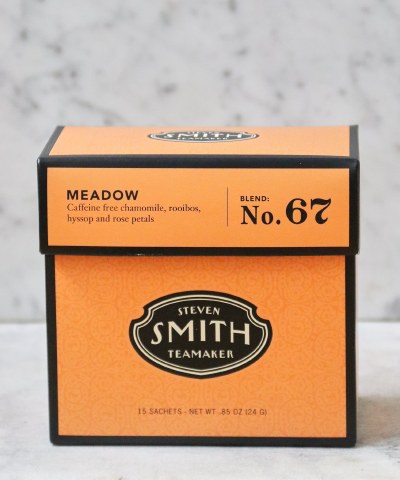 SMITH
MEADOW
Caffeine free chamomile, rooibos,
hyssop and rose petals
BLEND:
No. 67
STEVEN
SMITH
TEAMAKER
15 SACHETS - NET WT .85 OZ (24 G)